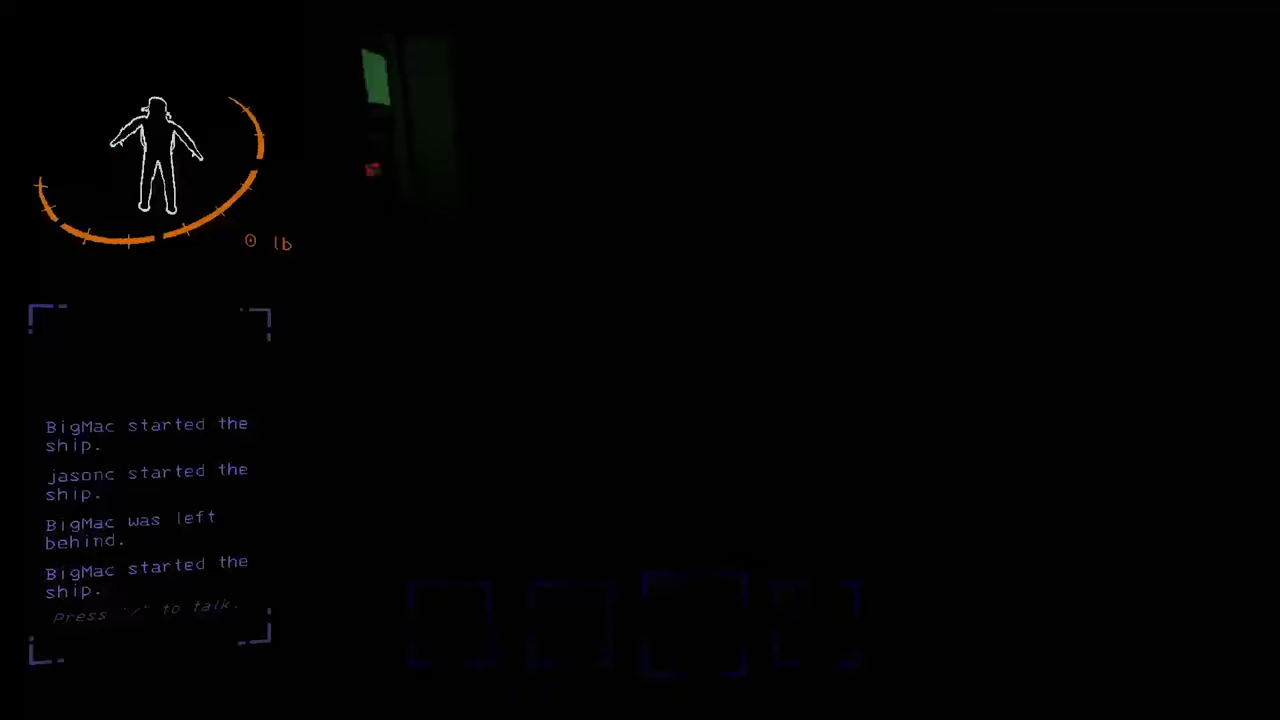 0 lb
BigMac started the
ship.
jasonc started the
ship.
BigMac was left
behind.
BigMac started the
ship.
Press "/" to talk.